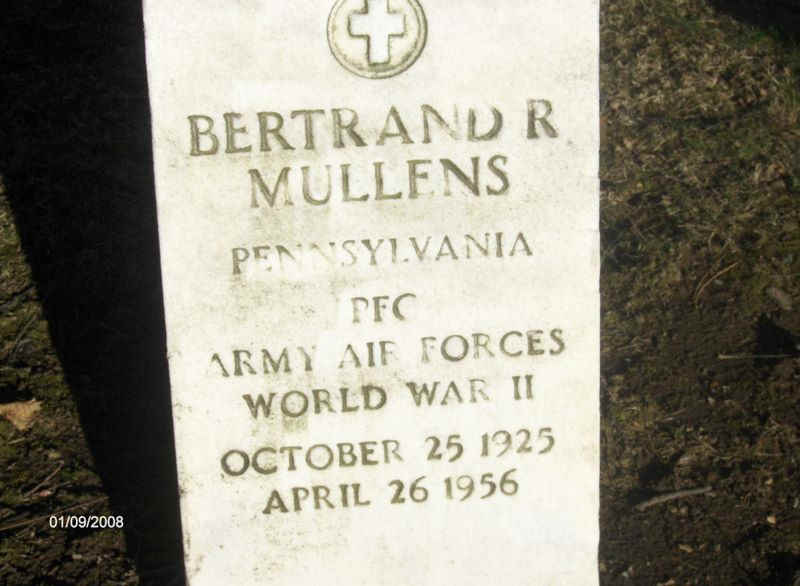 BERTRAND R
MULLENS
PENNSYLVANIA
PFC
ARMY AIR FORCES
WORLD WAR II
OCTOBER 25 1925
APRIL 26 1956
01/09/2008